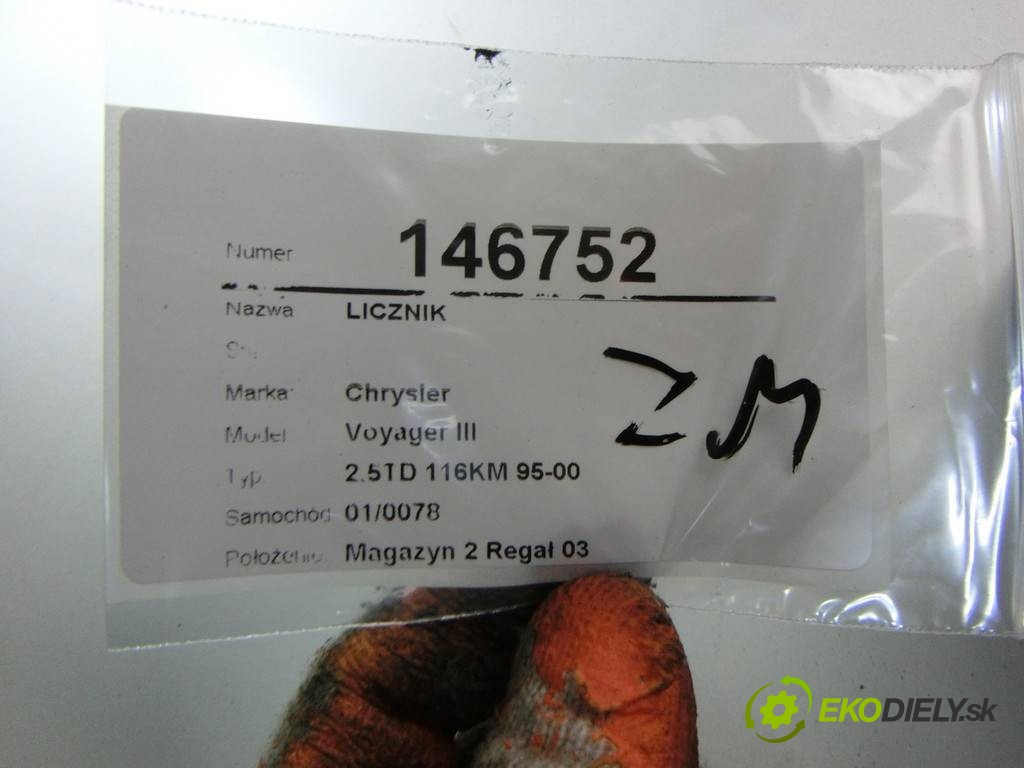 Numer 146752
Nazwa LICZNIK
Marka Chrysler
Model Voyager III
Typ 2.5TD 116KM 95-00
Samochód 01/0078
Położenie Magazyn 2 Regał 03
ZM
EKODIELY.sk